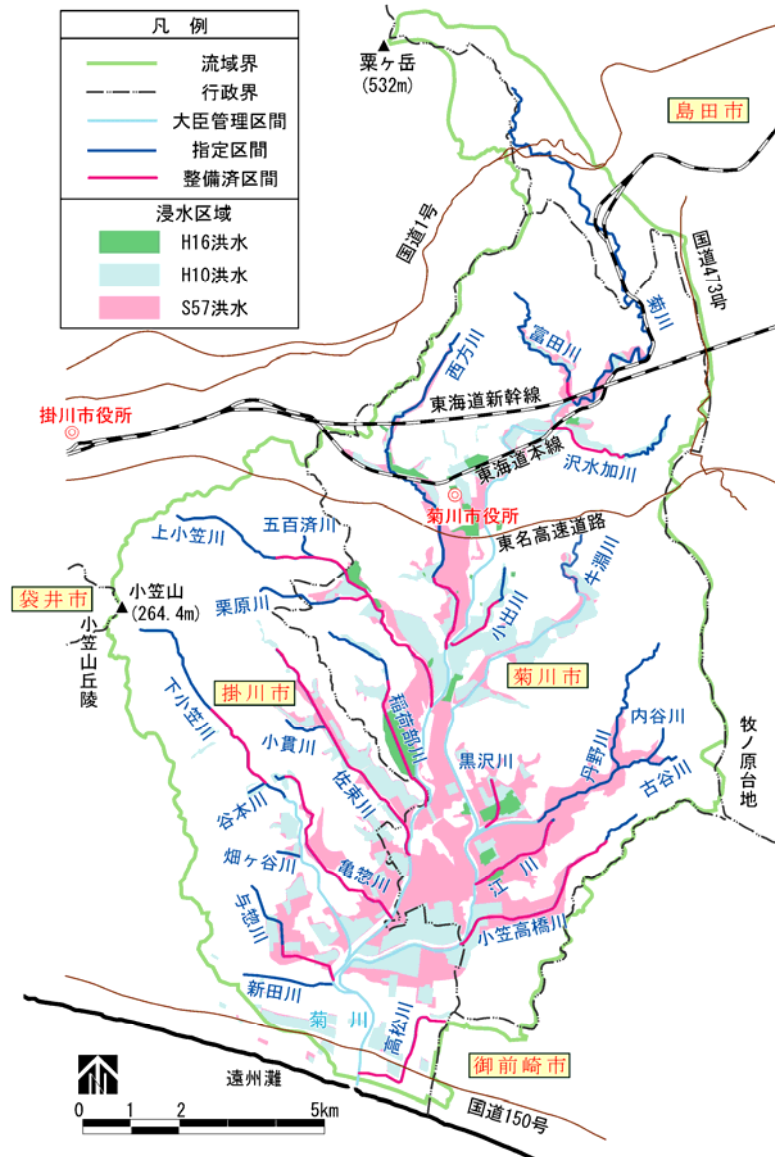 凡 例
流域界
行政界
大臣管理区間
指定区間
整備済区間
浸水区域
H16洪水
H10洪水
S57洪水
粟ヶ岳
(532m)
島田市
国道1号
国道473号
菊川
富田川
西方川
東海道新幹線
掛川市役所
東海道本線
沢水加川
菊川市役所
東名高速道路
上小笠川
五百済川
牛淵川
袋井市
小笠山
(264.4m)
栗原川
小出川
小笠山丘陵
菊川市
掛川市
下小笠川
稲荷部川
内谷川
丹野川
小貫川
黒沢川
古谷川
牧ノ原台地
佐束川
谷本川
畑ヶ谷川
亀惣川
江川
与惣川
小笠高橋川
新田川
菊川
高松川
御前崎市
遠州灘
国道150号
0 1 2 5km